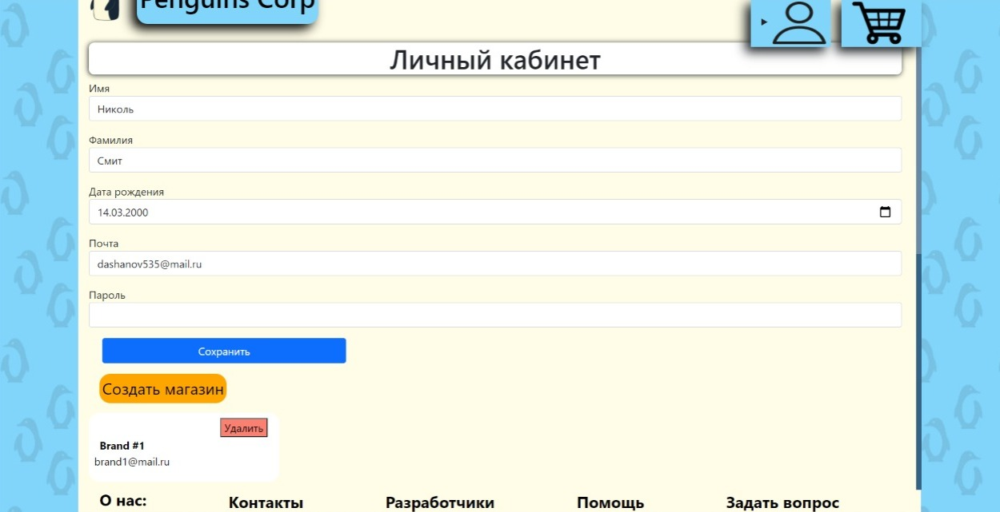 Penguins Corp
Личный кабинет
Имя
Николь
Фамилия
Смит
Дата рождения
14.03.2000
Почта
dashanov535@mail.ru
Пароль
Сохранить
Создать магазин
Удалить
Brand #1
brand1@mail.ru
О нас:
Контакты
Разработчики
Помощь
Задать вопрос